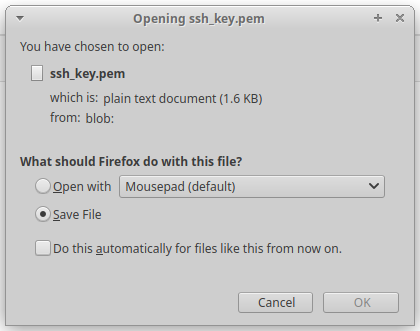 Opening ssh_key.pem
You have chosen to open:
ssh_key.pem
which is: plain text document (1.6 KB)
from: blob:
What should Firefox do with this file?
Open with Mousepad (default)
Save File
Do this automatically for files like this from now on.
Cancel OK